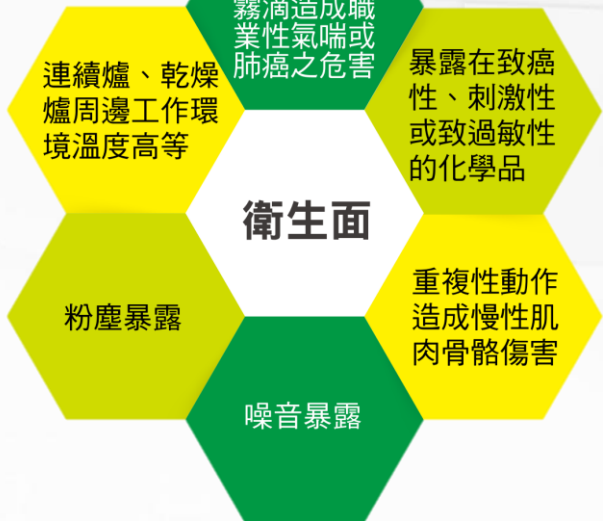 霧滴造成職
業性氣喘或
肺癌之危害
暴露在致癌
性、刺激性
或致過敏性
的化學品
連續爐、乾燥
爐周邊工作環
境溫度高等
衛生面
重複性動作
造成慢性肌
肉骨骼傷害
粉塵暴露
噪音暴露